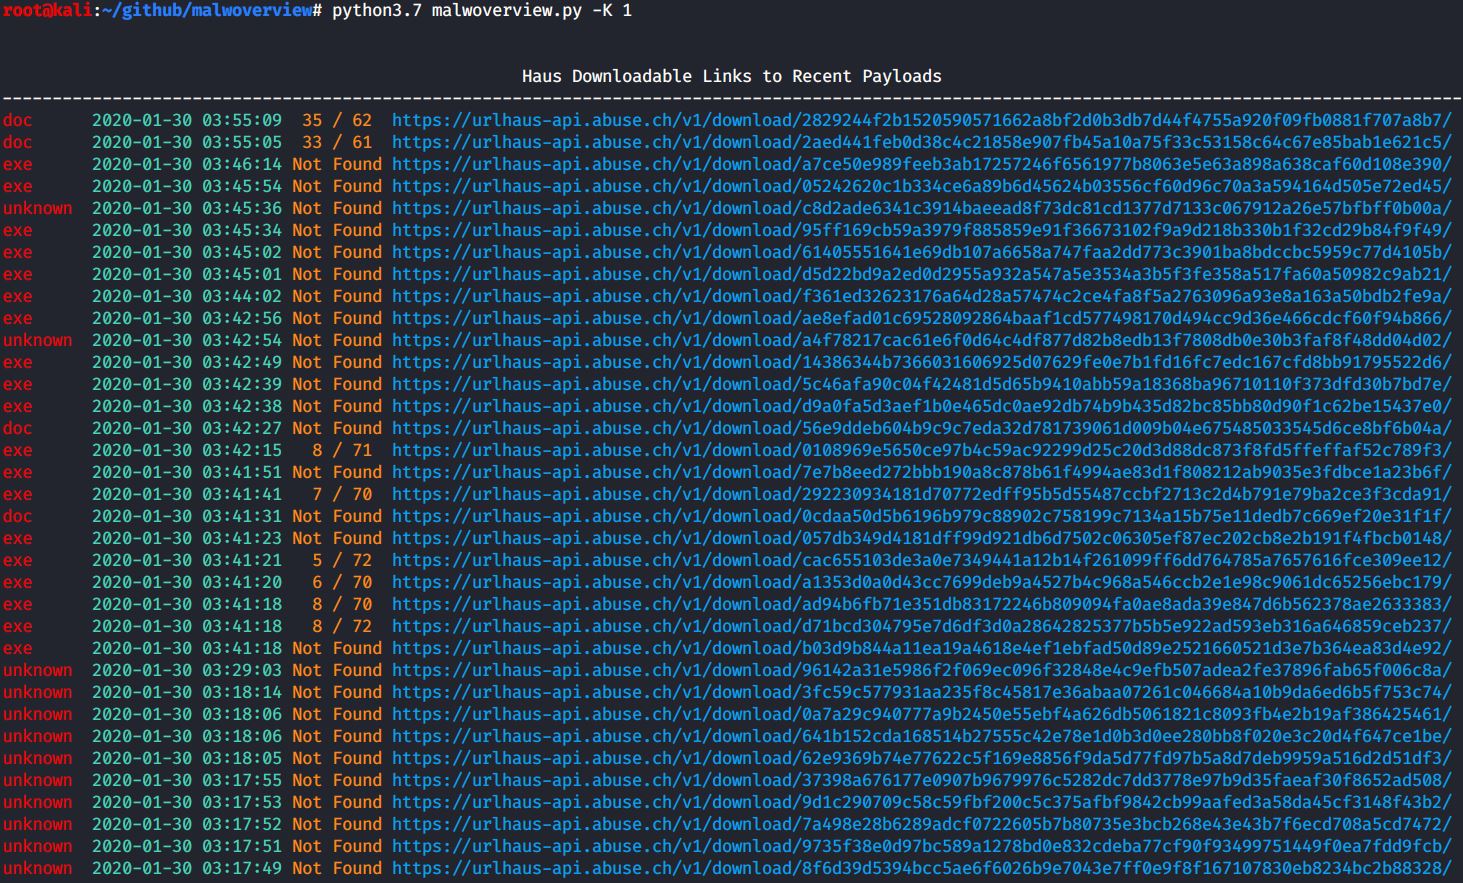 root@kali:~/github/malwoverview# python3.7 malwoverview.py -K 1
Haus Downloadable Links to Recent Payloads
--------------------------------------------------------------------------------------------------------------------------------------------------
doc 2020-01-30 03:55:09 35 / 62 https://urlhaus-api.abuse.ch/v1/download/2829244f2b1520590571662a8bf2d0b3db7d44f4755a920f09fb0881f707a8b7/
doc 2020-01-30 03:55:05 33 / 61 https://urlhaus-api.abuse.ch/v1/download/2aed441feb0d38c4c21858e907fb45a10a75f33c53158c64c67e85bab1e621c5/
exe 2020-01-30 03:46:14 Not Found https://urlhaus-api.abuse.ch/v1/download/a7ce50e989feeb3ab17257246f6561977b8063e5e63a898a638caf60d108e390/
exe 2020-01-30 03:45:54 Not Found https://urlhaus-api.abuse.ch/v1/download/05242620c1b334ce6a89b6d45624b03556cf60d96c70a3a594164d505e72ed45/
unknown 2020-01-30 03:45:36 Not Found https://urlhaus-api.abuse.ch/v1/download/c8d2ade6341c3914baeead8f73dc81cd1377d7133c067912a26e57bfbff0b00a/
exe 2020-01-30 03:45:34 Not Found https://urlhaus-api.abuse.ch/v1/download/95ff169cb59a3979f885859e91f36673102f9a9d218b330b1f32cd29b84f9f49/
exe 2020-01-30 03:45:02 Not Found https://urlhaus-api.abuse.ch/v1/download/61405551641e69db107a6658a747faa2dd773c3901ba8bdccbc5959c77d4105b/
exe 2020-01-30 03:45:01 Not Found https://urlhaus-api.abuse.ch/v1/download/d5d22bd9a2ed0d2955a932a547a5e3534a3b5f3fe358a517fa60a50982c9ab21/
exe 2020-01-30 03:44:02 Not Found https://urlhaus-api.abuse.ch/v1/download/f361ed32623176a64d28a57474c2ce4fa8f5a2763096a93e8a163a50bdb2fe9a/
exe 2020-01-30 03:42:56 Not Found https://urlhaus-api.abuse.ch/v1/download/ae8efad01c69528092864baaf1cd577498170d494cc9d36e466cdcf60f94b866/
unknown 2020-01-30 03:42:54 Not Found https://urlhaus-api.abuse.ch/v1/download/a4f78217cac61e6f0d64c4df877d82b8edb13f7808db0e30b3faf8f48dd04d02/
exe 2020-01-30 03:42:49 Not Found https://urlhaus-api.abuse.ch/v1/download/14386344b7366031606925d07629fe0e7b1fd16fc7edc167cfd8bb91795522d6/
exe 2020-01-30 03:42:39 Not Found https://urlhaus-api.abuse.ch/v1/download/5c46afa90c04f42481d5d65b9410abb59a18368ba96710110f373dfd30b7bd7e/
exe 2020-01-30 03:42:38 Not Found https://urlhaus-api.abuse.ch/v1/download/d9a0fa5d3aef1b0e465dc0ae92db74b9b435d82bc85bb80d90f1c62be15437e0/
doc 2020-01-30 03:42:27 Not Found https://urlhaus-api.abuse.ch/v1/download/56e9ddeb604b9c9c7eda32d781739061d009b04e675485033545d6ce8bf6b04a/
exe 2020-01-30 03:42:15 8 / 71 https://urlhaus-api.abuse.ch/v1/download/0108969e5650ce97b4c59ac92299d25c20d3d88dc873f8fd5ffeffaf52c789f3/
exe 2020-01-30 03:41:51 Not Found https://urlhaus-api.abuse.ch/v1/download/7e7b8eed272bbb190a8c878b61f4994ae83d1f808212ab9035e3fdbce1a23b6f/
exe 2020-01-30 03:41:41 7 / 70 https://urlhaus-api.abuse.ch/v1/download/292230934181d70772edff95b5d55487ccbf2713c2d4b791e79ba2ce3f3cda91/
doc 2020-01-30 03:41:31 Not Found https://urlhaus-api.abuse.ch/v1/download/0cdaa50d5b6196b979c88902c758199c7134a15b75e11dedb7c669ef20e31f1f/
exe 2020-01-30 03:41:23 Not Found https://urlhaus-api.abuse.ch/v1/download/057db349d4181dff99d921db6d7502c06305ef87ec202cb8e2b191f4fbcb0148/
exe 2020-01-30 03:41:21 5 / 72 https://urlhaus-api.abuse.ch/v1/download/cac655103de3a0e7349441a12b14f261099ff6dd764785a7657616fce309ee12/
exe 2020-01-30 03:41:20 6 / 70 https://urlhaus-api.abuse.ch/v1/download/a1353d0a0d43cc7699deb9a4527b4c968a546ccb2e1e98c9061dc65256ebc179/
exe 2020-01-30 03:41:18 8 / 70 https://urlhaus-api.abuse.ch/v1/download/ad94b6fb71e351db83172246b809094fa0ae8ada39e847d6b562378ae2633383/
exe 2020-01-30 03:41:18 8 / 72 https://urlhaus-api.abuse.ch/v1/download/d71bcd304795e7d6df3d0a28642825377b5b5e922ad593eb316a646859ceb237/
exe 2020-01-30 03:41:18 Not Found https://urlhaus-api.abuse.ch/v1/download/b03d9b844a11ea19a4618e4ef1ebfad50d89e2521660521d3e7b364ea83d4e92/
unknown 2020-01-30 03:29:03 Not Found https://urlhaus-api.abuse.ch/v1/download/96142a31e5986f2f069ec096f32848e4c9efb507adea2fe37896fab65f006c8a/
unknown 2020-01-30 03:18:14 Not Found https://urlhaus-api.abuse.ch/v1/download/3fc59c577931aa235f8c45817e36abaa07261c046684a10b9da6ed6b5f753c74/
unknown 2020-01-30 03:18:06 Not Found https://urlhaus-api.abuse.ch/v1/download/0a7a29c940777a9b2450e55ebf4a626db5061821c8093fb4e2b19af386425461/
unknown 2020-01-30 03:18:06 Not Found https://urlhaus-api.abuse.ch/v1/download/641b152cda168514b27555c42e78e1d0b3d0ee280bb8f020e3c20d4f647ce1be/
unknown 2020-01-30 03:18:05 Not Found https://urlhaus-api.abuse.ch/v1/download/62e9369b74e77622c5f169e8856f9da5d77fd97b5a8d7deb9959a516d2d51df3/
unknown 2020-01-30 03:17:55 Not Found https://urlhaus-api.abuse.ch/v1/download/37398a676177e0907b9679976c5282dc7dd3778e97b9d35faeaf30f8652ad508/
unknown 2020-01-30 03:17:53 Not Found https://urlhaus-api.abuse.ch/v1/download/9d1c290709c58c59fbf200c5c375afbf9842cb99aafed3a58da45cf3148f43b2/
unknown 2020-01-30 03:17:52 Not Found https://urlhaus-api.abuse.ch/v1/download/7a498e28b6289adcf0722605b7b80735e3bcb268e43e43b7f6ecd708a5cd7472/
unknown 2020-01-30 03:17:51 Not Found https://urlhaus-api.abuse.ch/v1/download/9735f38e0d97bc589a1278bd0e832cdeba77cf90f93499751449f0ea7fdd9fcb/
unknown 2020-01-30 03:17:49 Not Found https://urlhaus-api.abuse.ch/v1/download/8f6d39d5394bcc5ae6f6026b9e7043e7ff0e9f8f167107830eb8234bc2b88328/